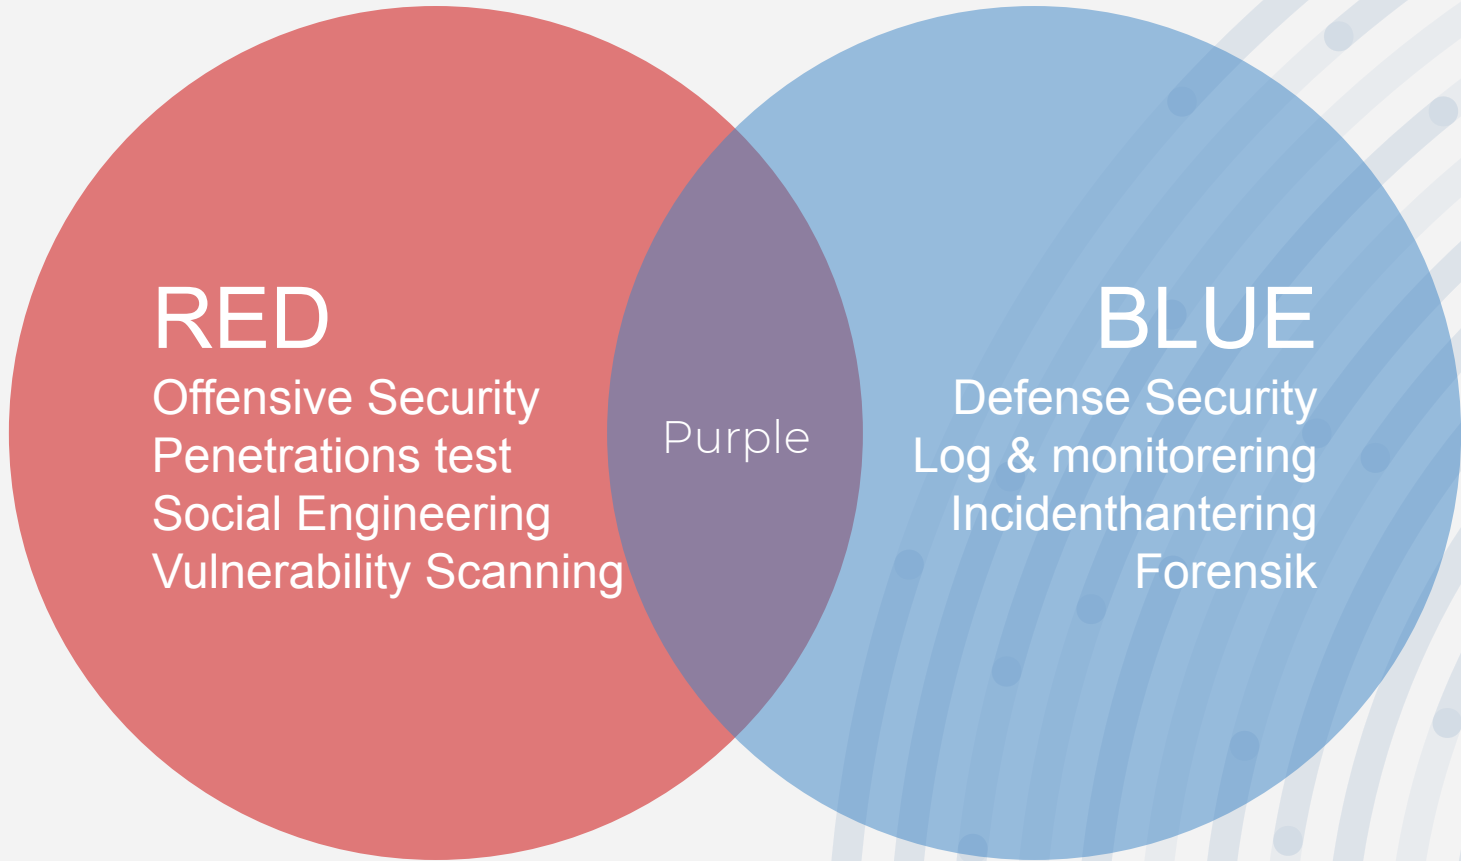 RED
Offensive Security
Penetrations test
Social Engineering
Vulnerability Scanning
Purple
BLUE
Defense Security
Log & monitorering
Incidenthantering
Forensik